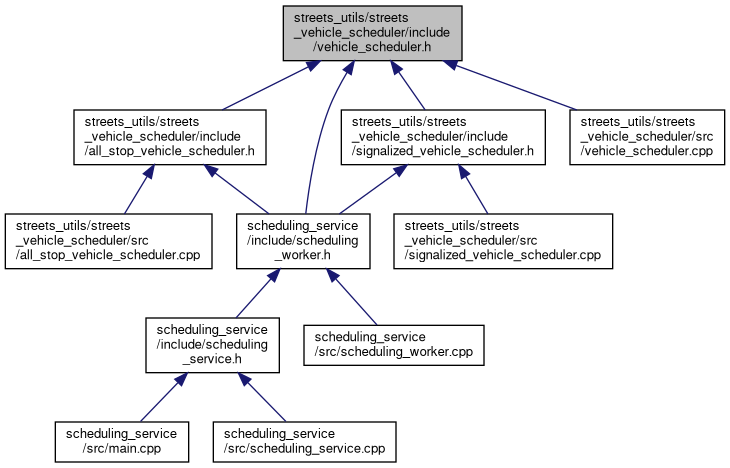 streets_utils/streets
_vehicle_scheduler/include
/vehicle_scheduler.h
streets_utils/streets
_vehicle_scheduler/include
/all_stop_vehicle_scheduler.h
streets_utils/streets
_vehicle_scheduler/include
/signalized_vehicle_scheduler.h
streets_utils/streets
_vehicle_scheduler/src
/vehicle_scheduler.cpp
streets_utils/streets
_vehicle_scheduler/src
/all_stop_vehicle_scheduler.cpp
scheduling_service
/include/scheduling
_worker.h
streets_utils/streets
_vehicle_scheduler/src
/signalized_vehicle_scheduler.cpp
scheduling_service
/include/scheduling
_service.h
scheduling_service
/src/scheduling_worker.cpp
scheduling_service
/src/main.cpp
scheduling_service
/src/scheduling_service.cpp